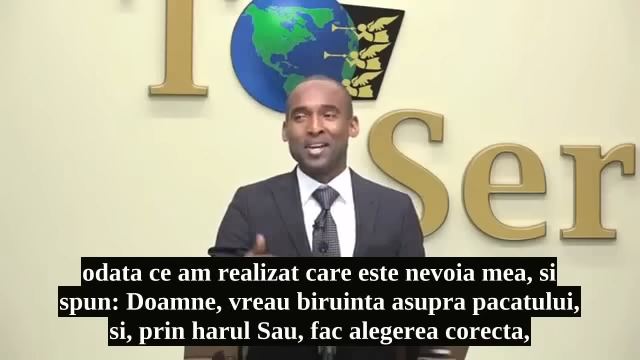 T
Ser
odata ce am realizat care este nevoia mea, si
spun: Doamne, vreau biruinta asupra pacatului,
si, prin harul Sau, fac alegerea corecta,